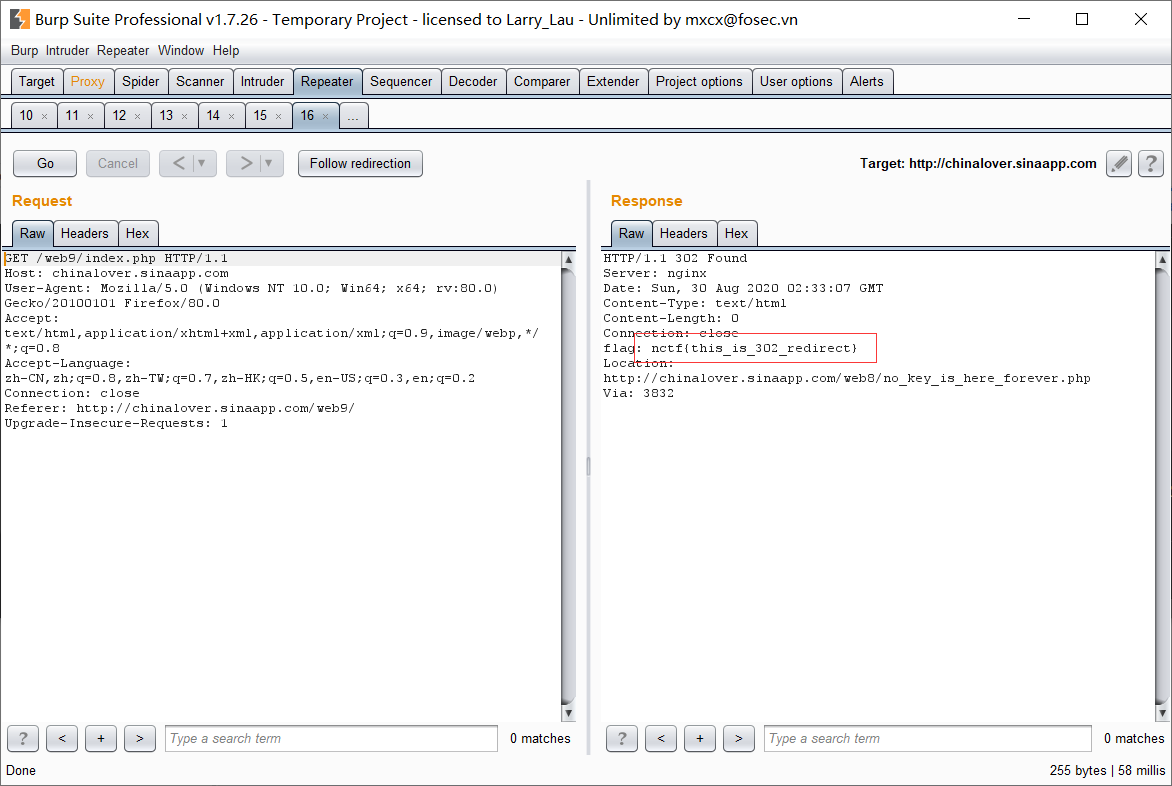 Burp Suite Professional v1.7.26 - Temporary Project - licensed to Larry_Lau - Unlimited by mxcx@fosec.vn
Burp Intruder Repeater Window Help
Target Proxy Spider Scanner Intruder Repeater Sequencer Decoder Comparer Extender Project options User options Alerts
10 × 11 × 12 × 13 × 14 × 15 × 16 × ...
Go Cancel < ▼ > ▼ Follow redirection Target: http://chinalover.sinaapp.com ?
Request
Raw Headers Hex
GET /web9/index.php HTTP/1.1
Host: chinalover.sinaapp.com
User-Agent: Mozilla/5.0 (Windows NT 10.0; Win64; x64; rv:80.0)
Gecko/20100101 Firefox/80.0
Accept:
text/html,application/xhtml+xml,application/xml;q=0.9,image/webp,*/
*;q=0.8
Accept-Language:
zh-CN,zh;q=0.8,zh-TW;q=0.7,zh-HK;q=0.5,en-US;q=0.3,en;q=0.2
Connection: close
Referer: http://chinalover.sinaapp.com/web9/
Upgrade-Insecure-Requests: 1
? < + > Type a search term 0 matches
Response
Raw Headers Hex
HTTP/1.1 302 Found
Server: nginx
Date: Sun, 30 Aug 2020 02:33:07 GMT
Content-Type: text/html
Content-Length: 0
Connection: close
flag: nctf{this_is_302_redirect}
Location:
http://chinalover.sinaapp.com/web8/no_key_is_here_forever.php
Via: 3832
? < + > Type a search term 0 matches
Done
255 bytes | 58 millis